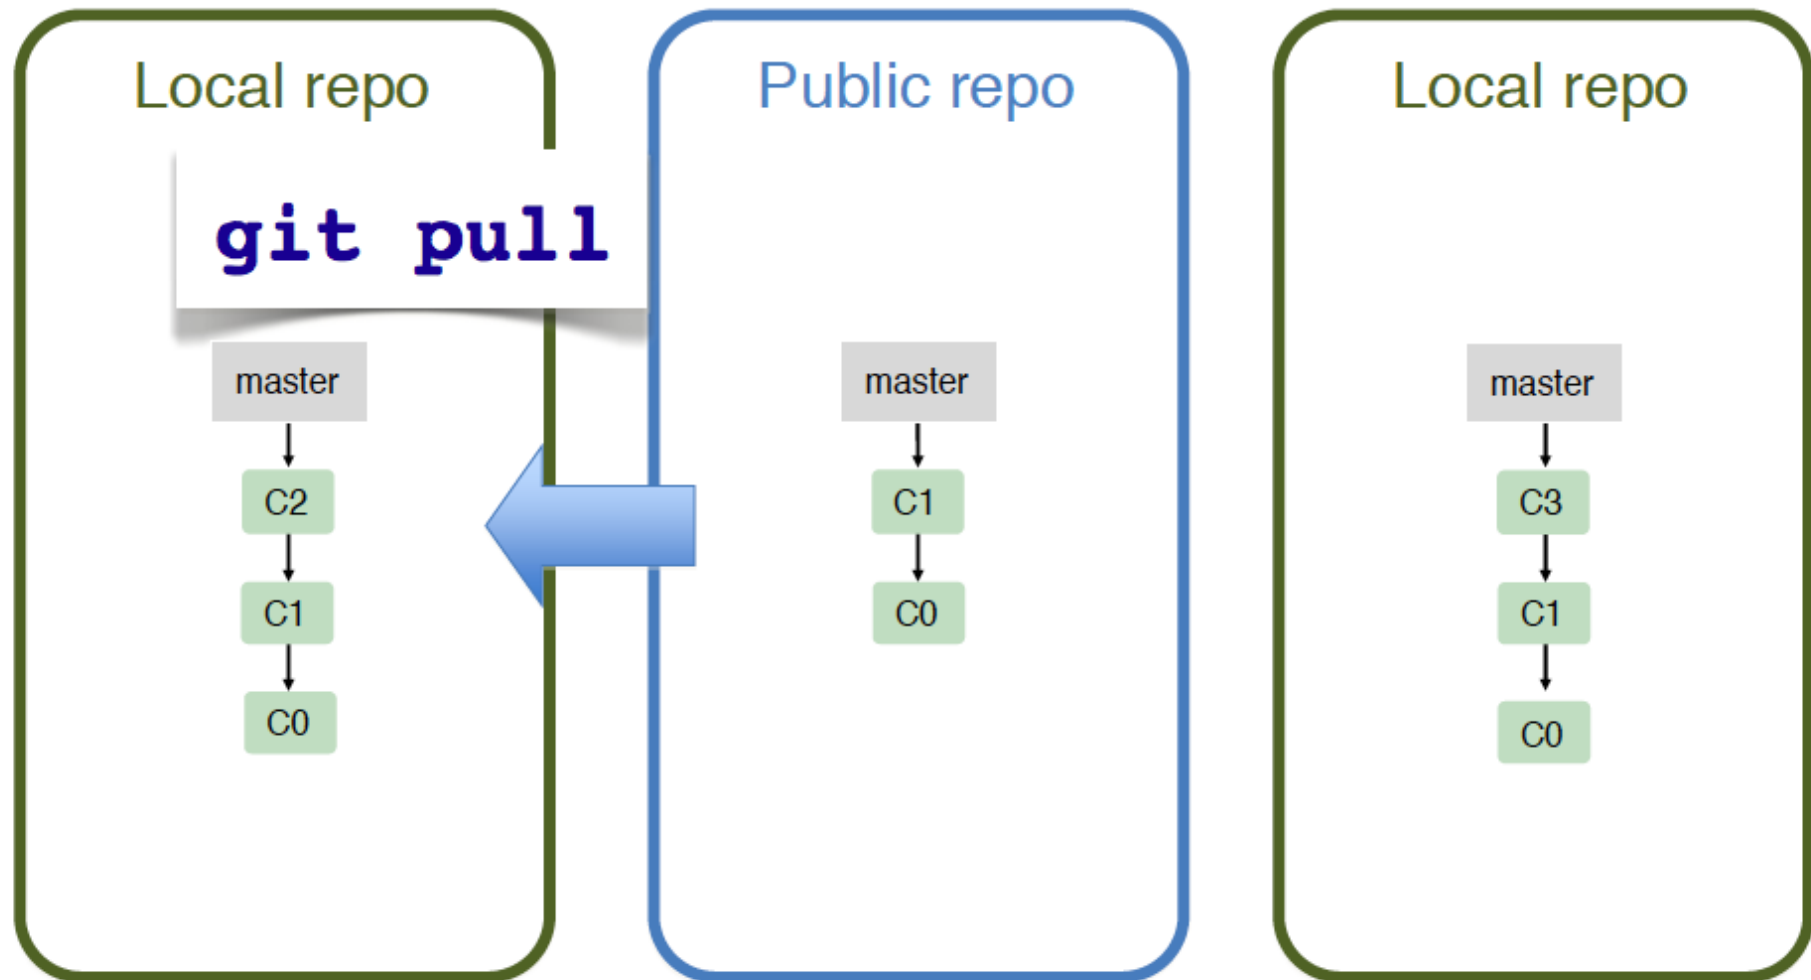 Local repo
git pull
master
C2
C1
C0
Public repo
master
C1
C0
Local repo
master
C3
C1
C0